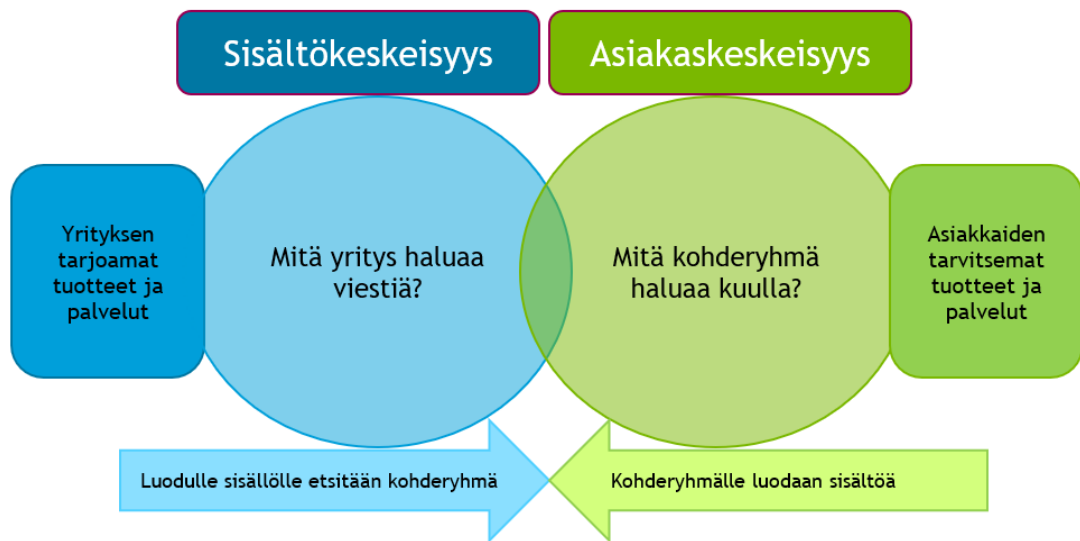 Sisältökeskeisyys
Asiakaskeskeisyys
Yrityksen
tarjoamat
tuotteet ja
palvelut
Mitä yritys haluaa
viestiä?
Mitä kohderyhmä
haluaa kuulla?
Asiakkaiden
tarvitsemat
tuotteet ja
palvelut
Luodulle sisällölle etsitään kohderyhmä
Kohderyhmälle luodaan sisältöä